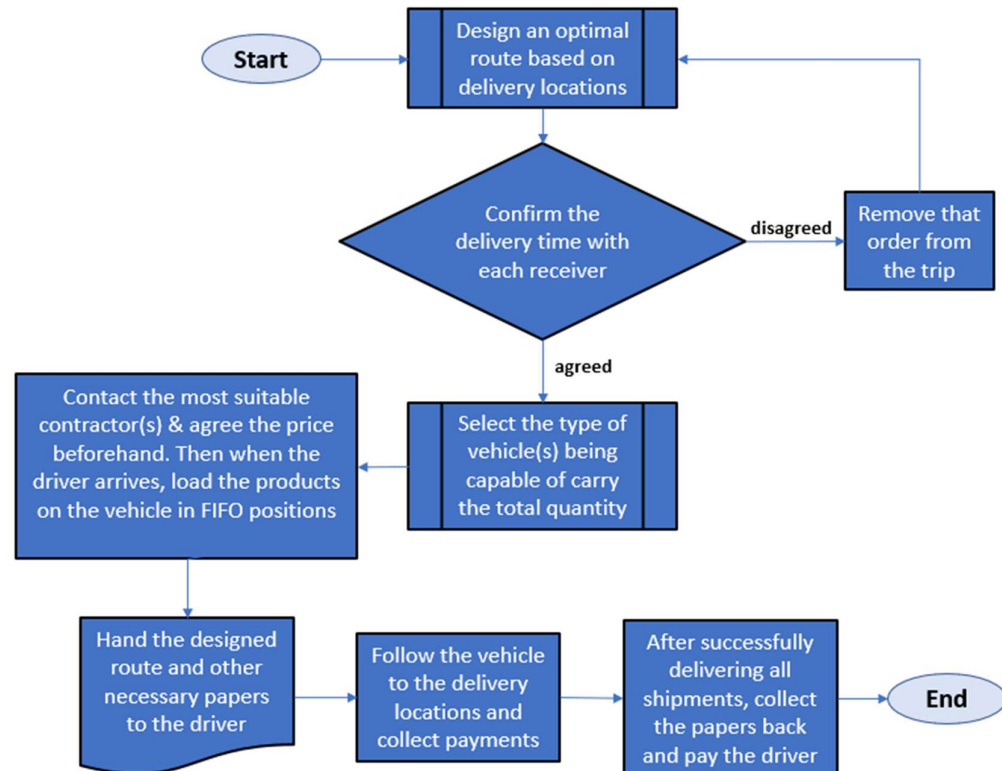 Start
Design an optimal
route based on
delivery locations
Confirm the
delivery time with
each receiver
disagreed
Remove that
order from
the trip
agreed
Select the type of
vehicle(s) being
capable of carry
the total quantity
Contact the most suitable
contractor(s) & agree the price
beforehand. Then when the
driver arrives, load the products
on the vehicle in FIFO positions
Hand the designed
route and other
necessary papers
to the driver
Follow the vehicle
to the delivery
locations and
collect payments
After successfully
delivering all
shipments, collect
the papers back
and pay the driver
End